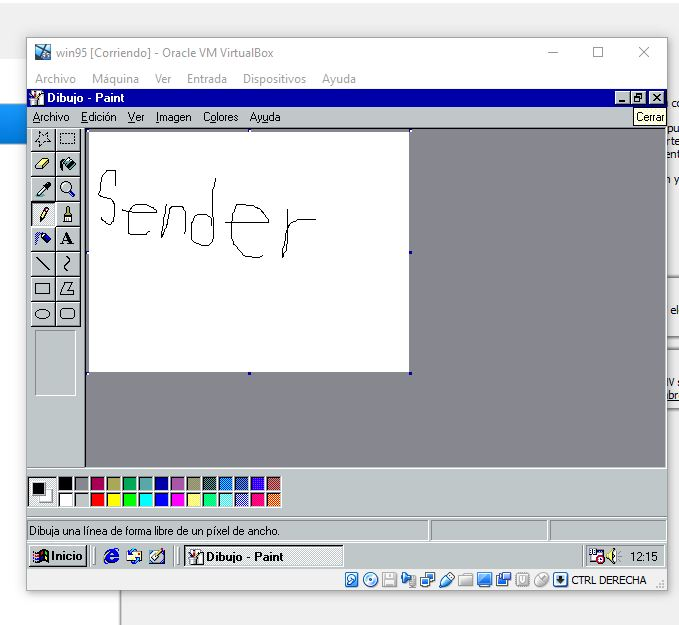 win95 [Corriendo] - Oracle VM VirtualBox
Archivo Máquina Ver Entrada Dispositivos Ayuda
Dibujo - Paint
Archivo Edición Ver Imagen Colores Ayuda
Cerrar
Sender
A
Dibuja una línea de forma libre de un píxel de ancho.
Inicio
Dibujo - Paint
12:15
CTRL DERECHA